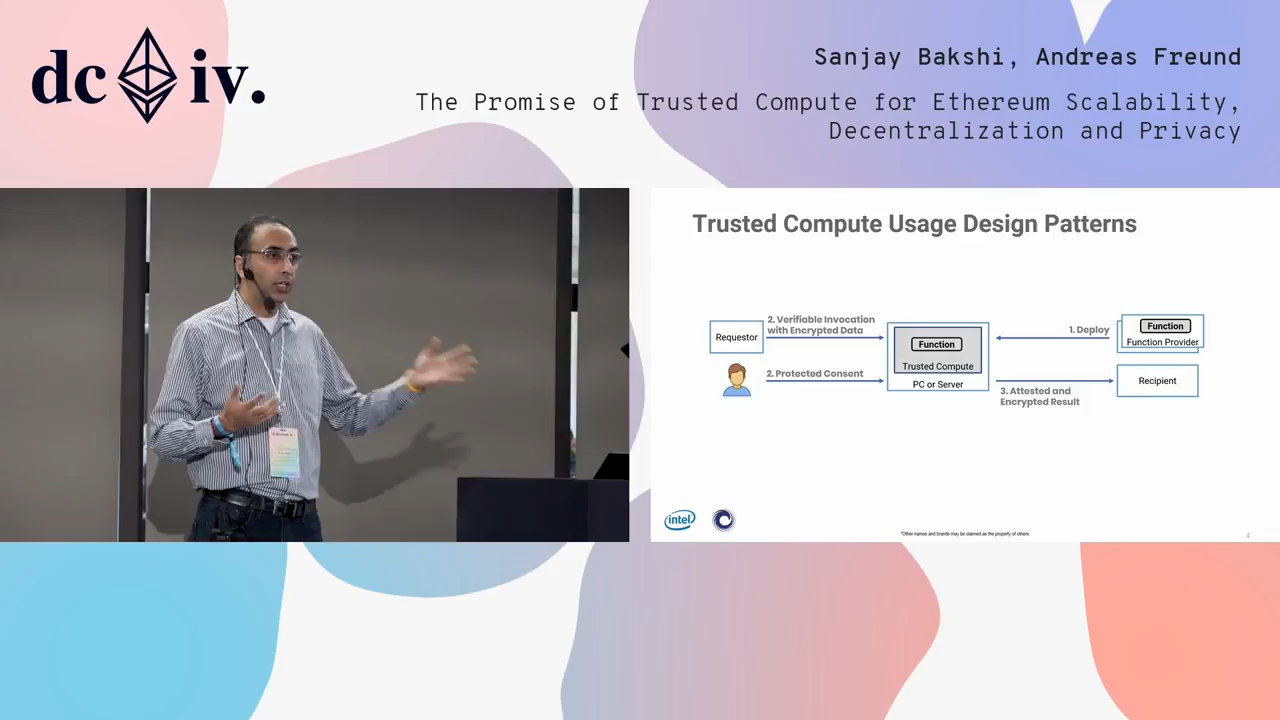 dc iv.
Sanjay Bakshi, Andreas Freund
The Promise of Trusted Compute for Ethereum Scalability,
Decentralization and Privacy
Trusted Compute Usage Design Patterns
Requestor
2. Verifiable Invocation
with Encrypted Data
2. Protected Consent
Function
Trusted Compute
PC or Server
1. Deploy
Function
Function Provider
3. Attested and
Encrypted Result
Recipient
intel
*Other names and brands may be claimed as the property of others.
4